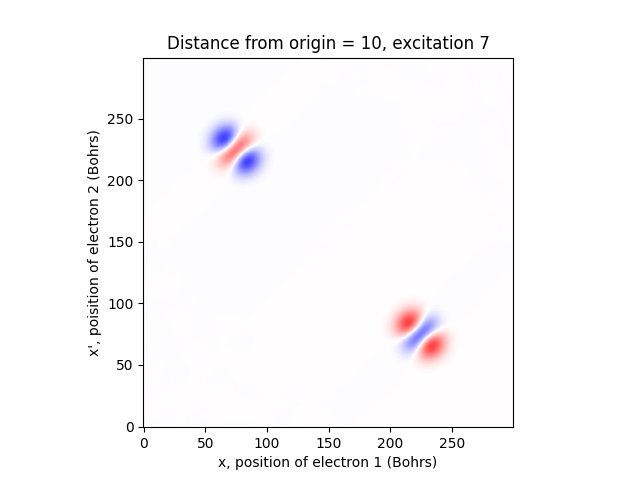 Distance from origin = 10, excitation 7
x', poisition of electron 2 (Bohrs)
250
200
150
100
50
0
0 50 100 150 200 250
x, position of electron 1 (Bohrs)